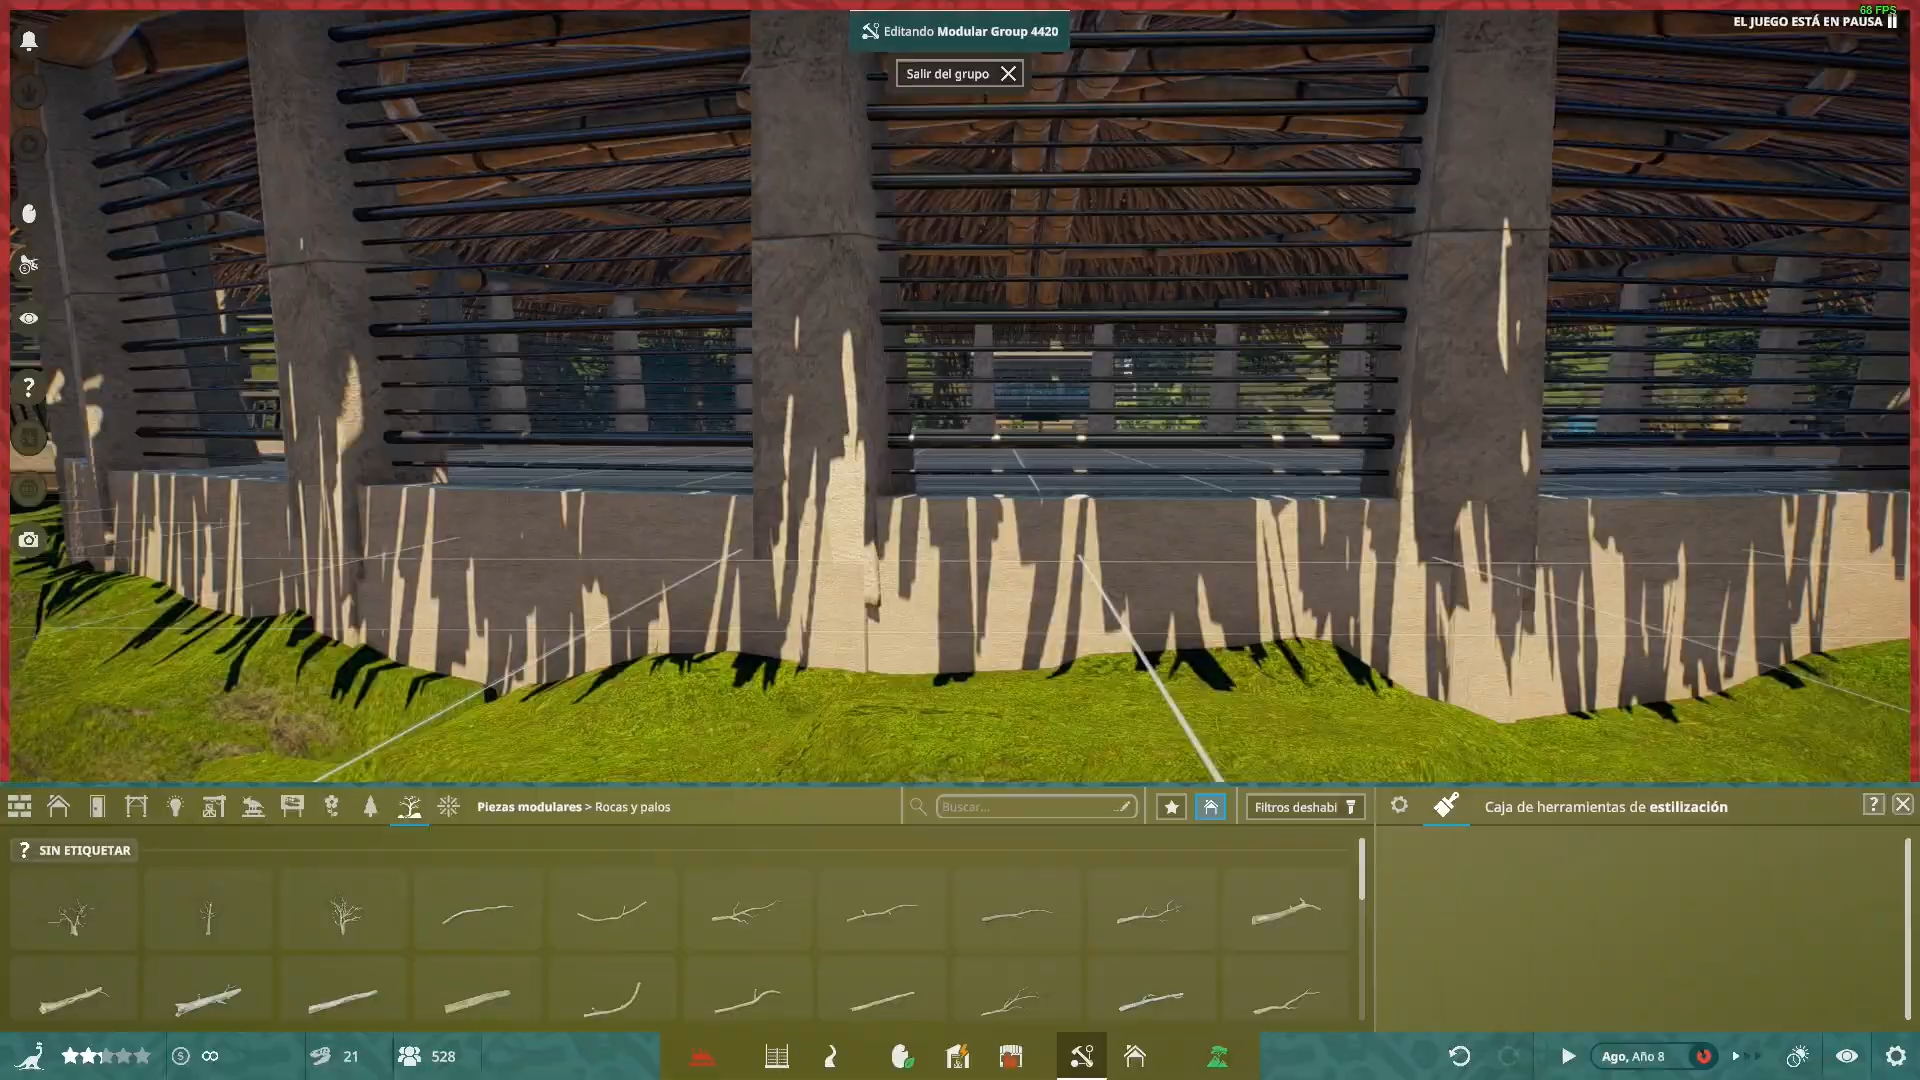 68 FPS
EL JUEGO ESTÁ EN PAUSA
Editando Modular Group 4420
Salir del grupo
Piezas modulares > Rocas y palos
Buscar...
Filtros deshabi
Caja de herramientas de estilización
?
? SIN ETIQUETAR
21
528
Ago, Año 8